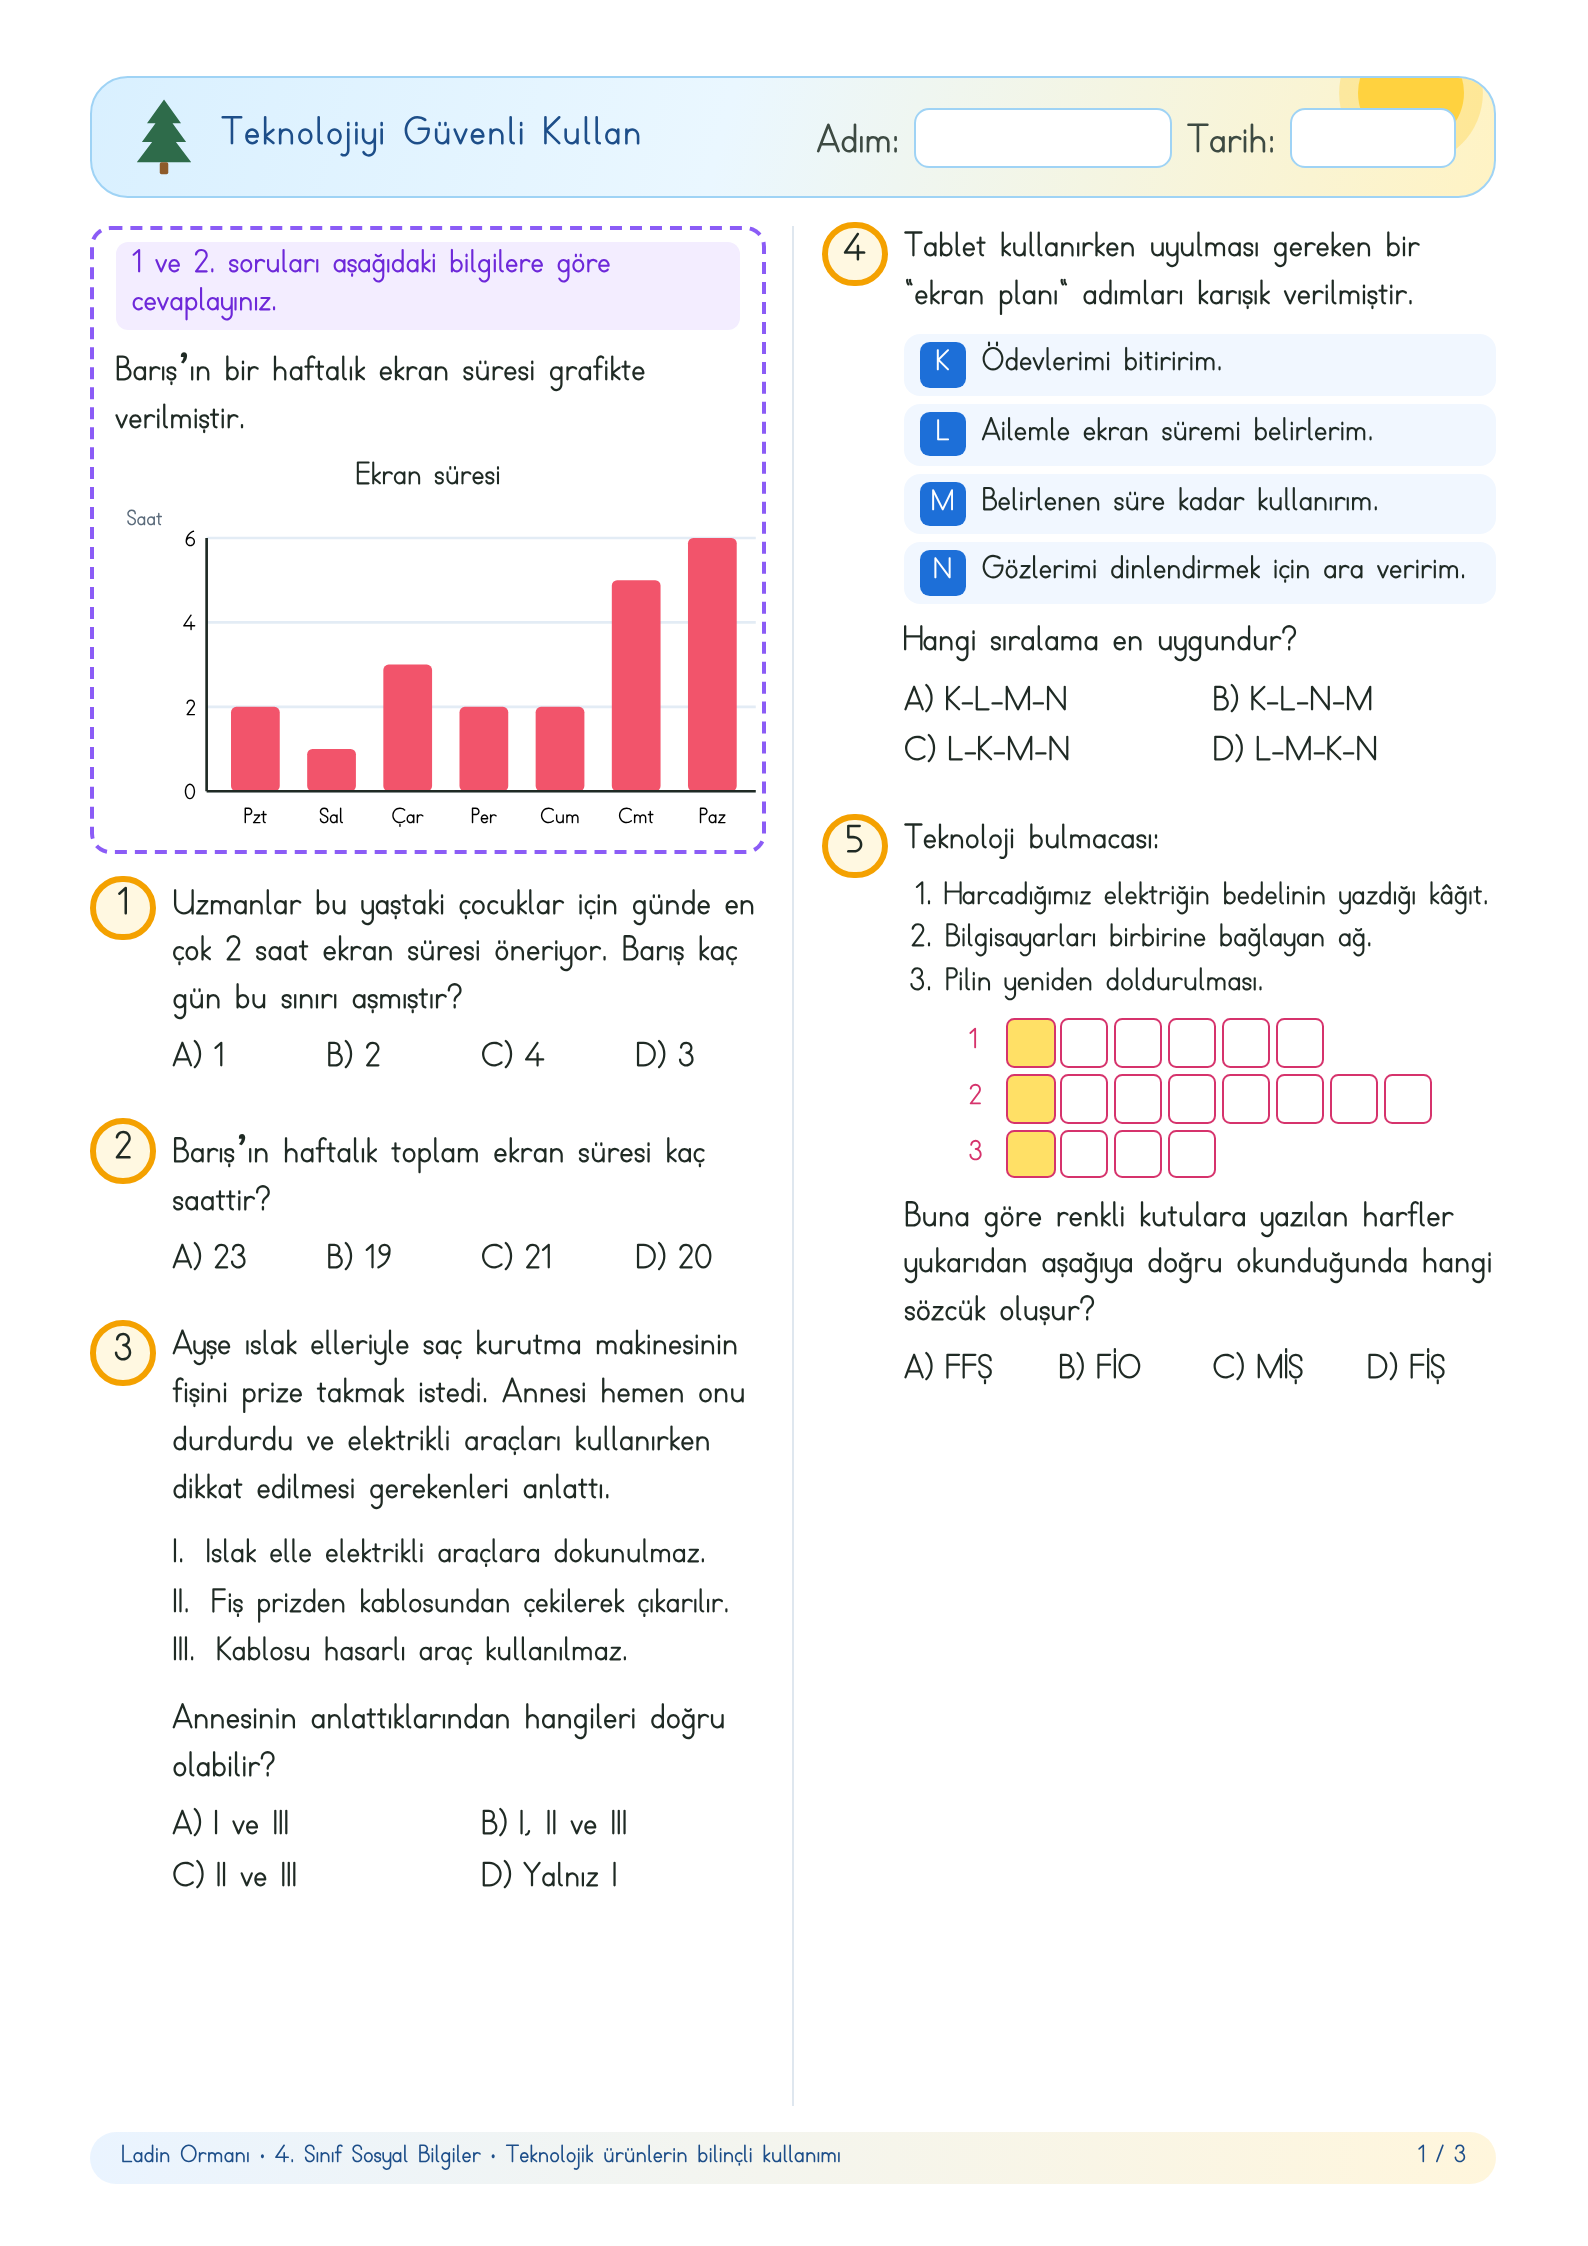 Teknolojiyi Güvenli Kullan
Adım:
Tarih:
1 ve 2. soruları aşağıdaki bilgilere göre
cevaplayınız.
Barış’ın bir haftalık ekran süresi grafikte
verilmiştir.
Ekran süresi
Saat
6
4
2
0
Pzt Sal Çar Per Cum Cmt Paz
1 Uzmanlar bu yaştaki çocuklar için günde en
çok 2 saat ekran süresi öneriyor. Barış kaç
gün bu sınırı aşmıştır?
A) 1 B) 2 C) 4 D) 3
2 Barış’ın haftalık toplam ekran süresi kaç
saattir?
A) 23 B) 19 C) 21 D) 20
3 Ayşe ıslak elleriyle saç kurutma makinesinin
fişini prize takmak istedi. Annesi hemen onu
durdurdu ve elektrikli araçları kullanırken
dikkat edilmesi gerekenleri anlattı.
I. Islak elle elektrikli araçlara dokunulmaz.
II. Fiş prizden kablosundan çekilerek çıkarılır.
III. Kablosu hasarlı araç kullanılmaz.
Annesinin anlattıklarından hangileri doğru
olabilir?
A) I ve III B) I, II ve III
C) II ve III D) Yalnız I
4 Tablet kullanırken uyulması gereken bir
“ekran planı“ adımları karışık verilmiştir.
K Ödevlerimi bitiririm.
L Ailemle ekran süremi belirlerim.
M Belirlenen süre kadar kullanırım.
N Gözlerimi dinlendirmek için ara veririm.
Hangi sıralama en uygundur?
A) K-L-M-N B) K-L-N-M
C) L-K-M-N D) L-M-K-N
5 Teknoloji bulmacası:
1. Harcadığımız elektriğin bedelinin yazdığı kâğıt.
2. Bilgisayarları birbirine bağlayan ağ.
3. Pilin yeniden doldurulması.
1
2
3
Buna göre renkli kutulara yazılan harfler
yukarıdan aşağıya doğru okunduğunda hangi
sözcük oluşur?
A) FFŞ B) FİO C) MİŞ D) FİŞ
Ladin Ormanı • 4. Sınıf Sosyal Bilgiler • Teknolojik ürünlerin bilinçli kullanımı
1 / 3